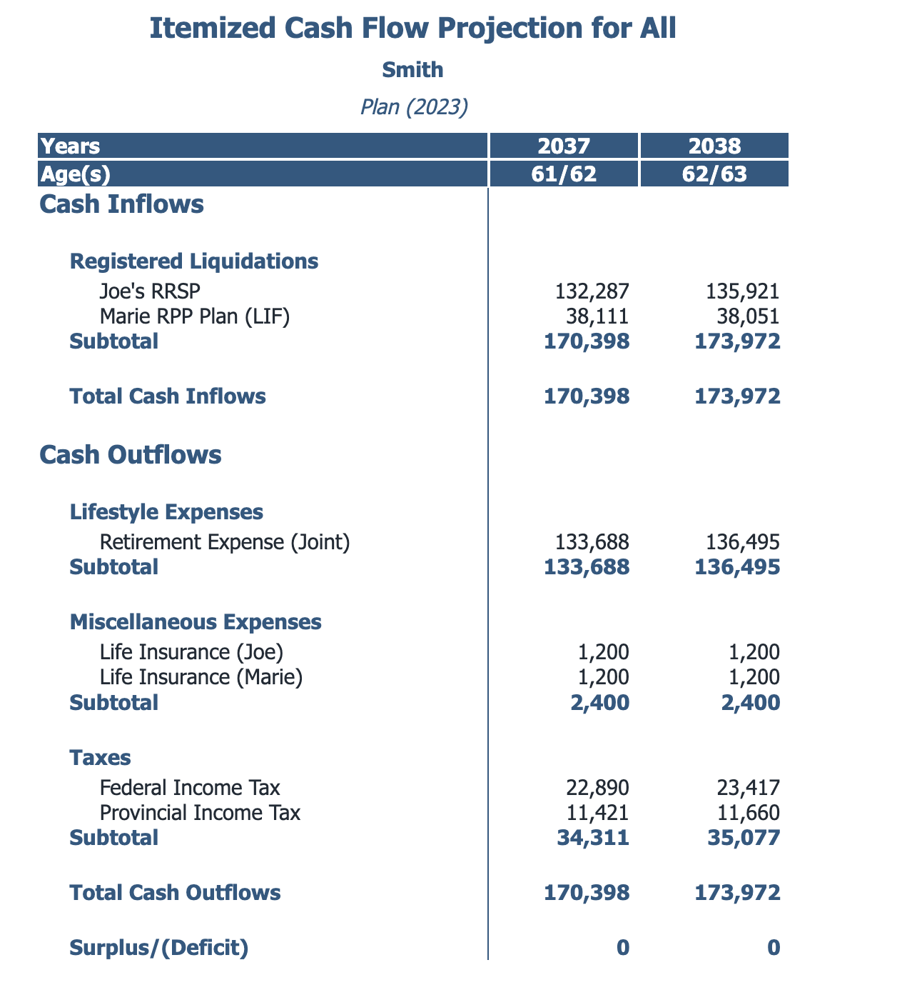 Itemized Cash Flow Projection for All
Smith
Plan (2023)
Years 2037 2038
Age(s) 61/62 62/63
Cash Inflows
Registered Liquidations
Joe's RRSP 132,287 135,921
Marie RPP Plan (LIF) 38,111 38,051
Subtotal 170,398 173,972
Total Cash Inflows 170,398 173,972
Cash Outflows
Lifestyle Expenses
Retirement Expense (Joint) 133,688 136,495
Subtotal 133,688 136,495
Miscellaneous Expenses
Life Insurance (Joe) 1,200 1,200
Life Insurance (Marie) 1,200 1,200
Subtotal 2,400 2,400
Taxes
Federal Income Tax 22,890 23,417
Provincial Income Tax 11,421 11,660
Subtotal 34,311 35,077
Total Cash Outflows 170,398 173,972
Surplus/(Deficit) 0 0